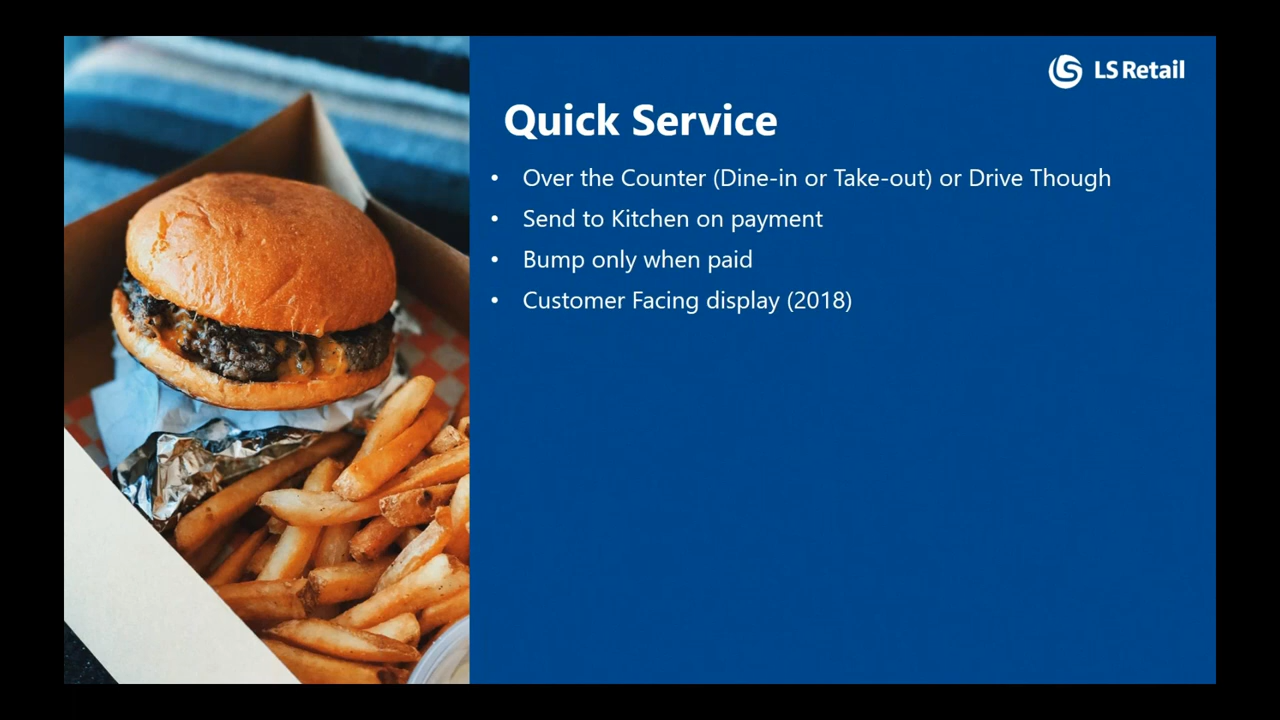 LS Retail
Quick Service
• Over the Counter (Dine-in or Take-out) or Drive Though
• Send to Kitchen on payment
• Bump only when paid
• Customer Facing display (2018)